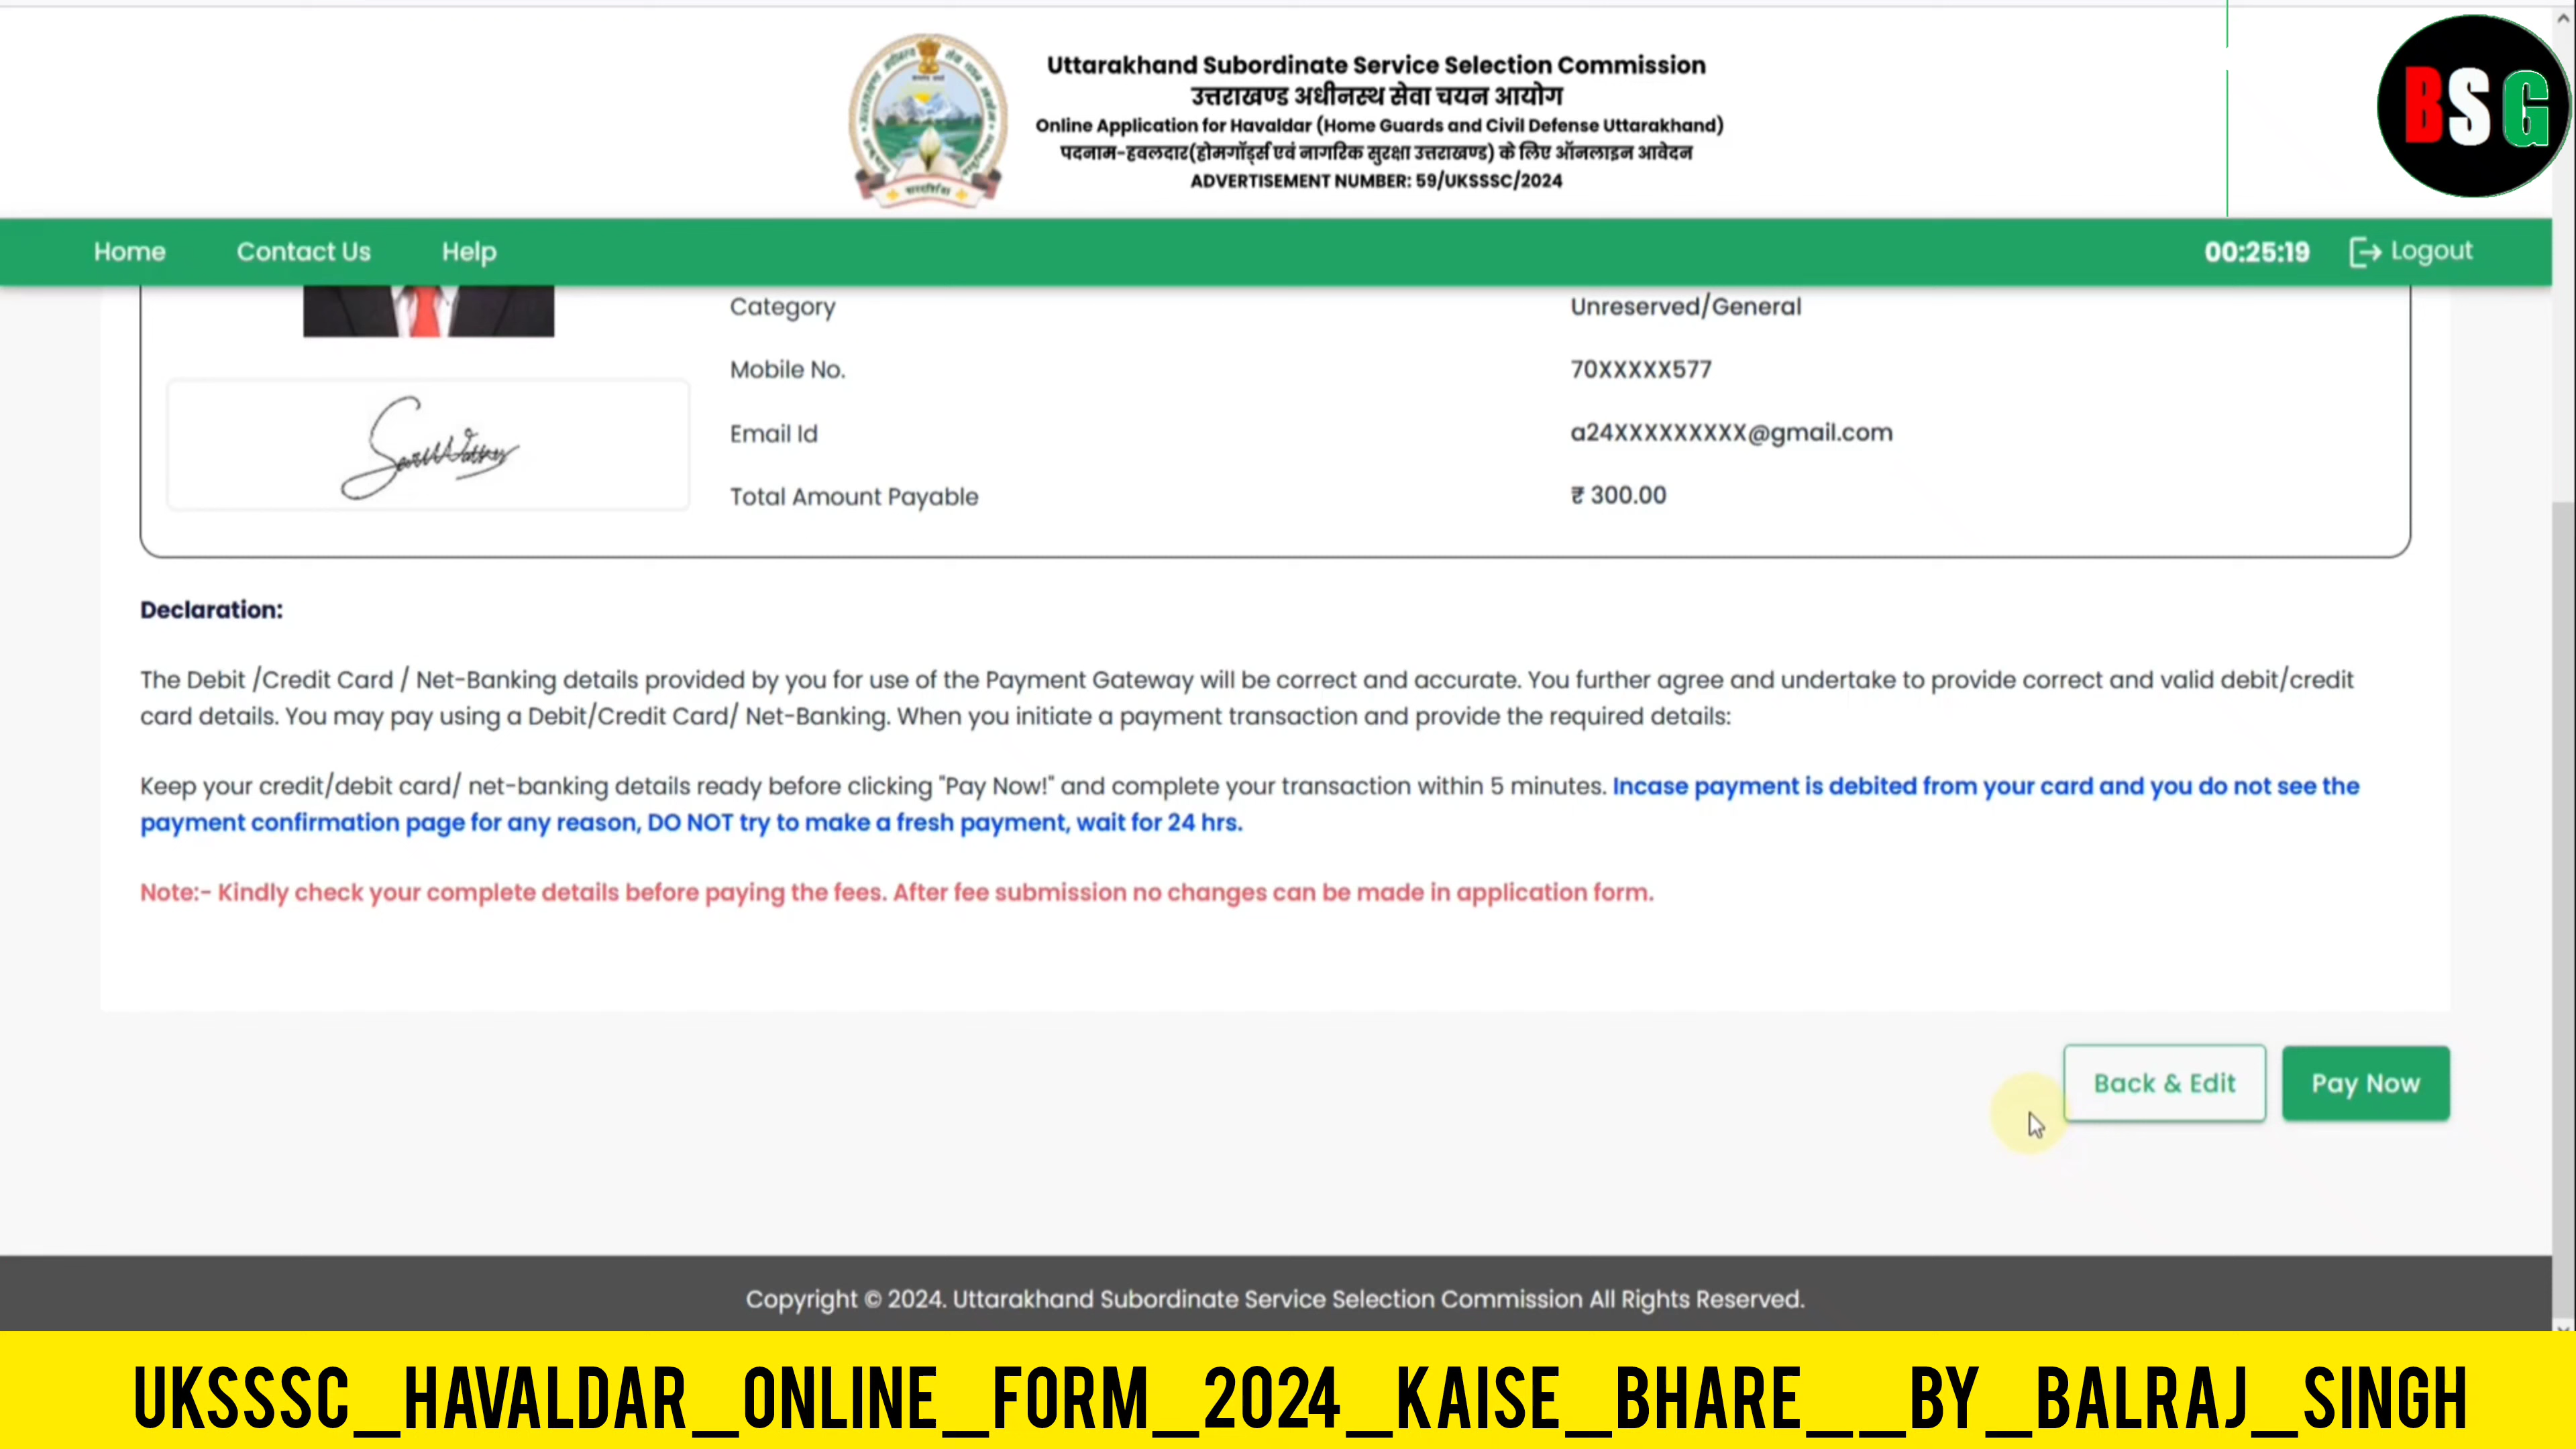 Uttarakhand Subordinate Service Selection Commission
उत्तराखण्ड अधीनस्थ सेवा चयन आयोग
Online Application for Havaldar (Home Guards and Civil Defense Uttarakhand)
पदनाम-हवलदार(होमगॉर्ड्स एवं नागरिक सुरक्षा उत्तराखण्ड) के लिए ऑनलाइन आवेदन
ADVERTISEMENT NUMBER: 59/UKSSSC/2024
BSG
Home Contact Us Help 00:25:19 Logout
Category Unreserved/General
Mobile No. 70XXXXX577
Email Id a24XXXXXXXXX@gmail.com
Total Amount Payable ₹ 300.00
Declaration:
The Debit /Credit Card / Net-Banking details provided by you for use of the Payment Gateway will be correct and accurate. You further agree and undertake to provide correct and valid debit/credit
card details. You may pay using a Debit/Credit Card/ Net-Banking. When you initiate a payment transaction and provide the required details:
Keep your credit/debit card/ net-banking details ready before clicking "Pay Now!" and complete your transaction within 5 minutes. Incase payment is debited from your card and you do not see the
payment confirmation page for any reason, DO NOT try to make a fresh payment, wait for 24 hrs.
Note:- Kindly check your complete details before paying the fees. After fee submission no changes can be made in application form.
Back & Edit Pay Now
Copyright © 2024. Uttarakhand Subordinate Service Selection Commission All Rights Reserved.
UKSSSC_HAVALDAR_ONLINE_FORM_2024_KAISE_BHARE__BY_BALRAJ_SINGH